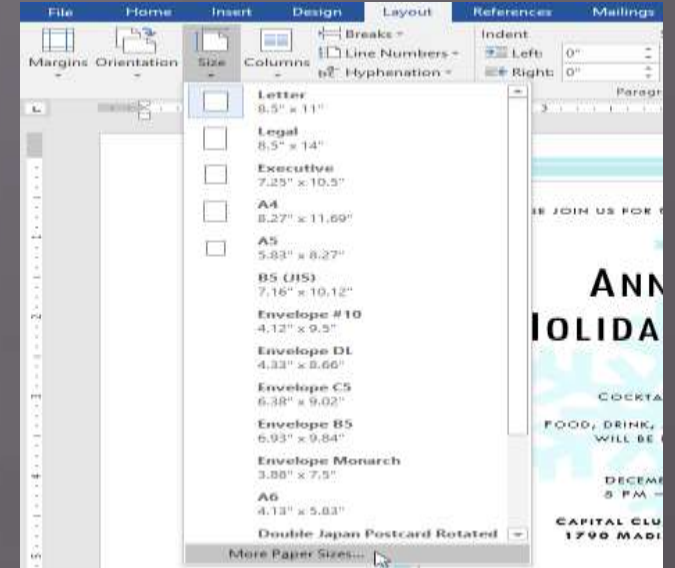 File Home Insert Design Layout References Mailings
Margins Orientation Size Columns
Breaks
Line Numbers
Hyphenation
Indent
Left: 0"
Right: 0"
Paragr
Letter
8.5" x 11"
Legal
8.5" x 14"
Executive
7.25" x 10.5"
A4
8.27" x 11.69"
A5
5.83" x 8.27"
B5 (JIS)
7.16" x 10.12"
Envelope #10
4.12" x 9.5"
Envelope DL
4.33" x 8.66"
Envelope C5
6.38" x 9.02"
Envelope B5
6.93" x 9.84"
Envelope Monarch
3.88" x 7.5"
A6
4.13" x 5.83"
Double Japan Postcard Rotated
More Paper Sizes...
SE JOIN US FOR
ANN
HOLIDA
COCKTA
FOOD, DRINK,
WILL BE
DECEMB
8 PM –
CAPITAL CLU
1790 MADI